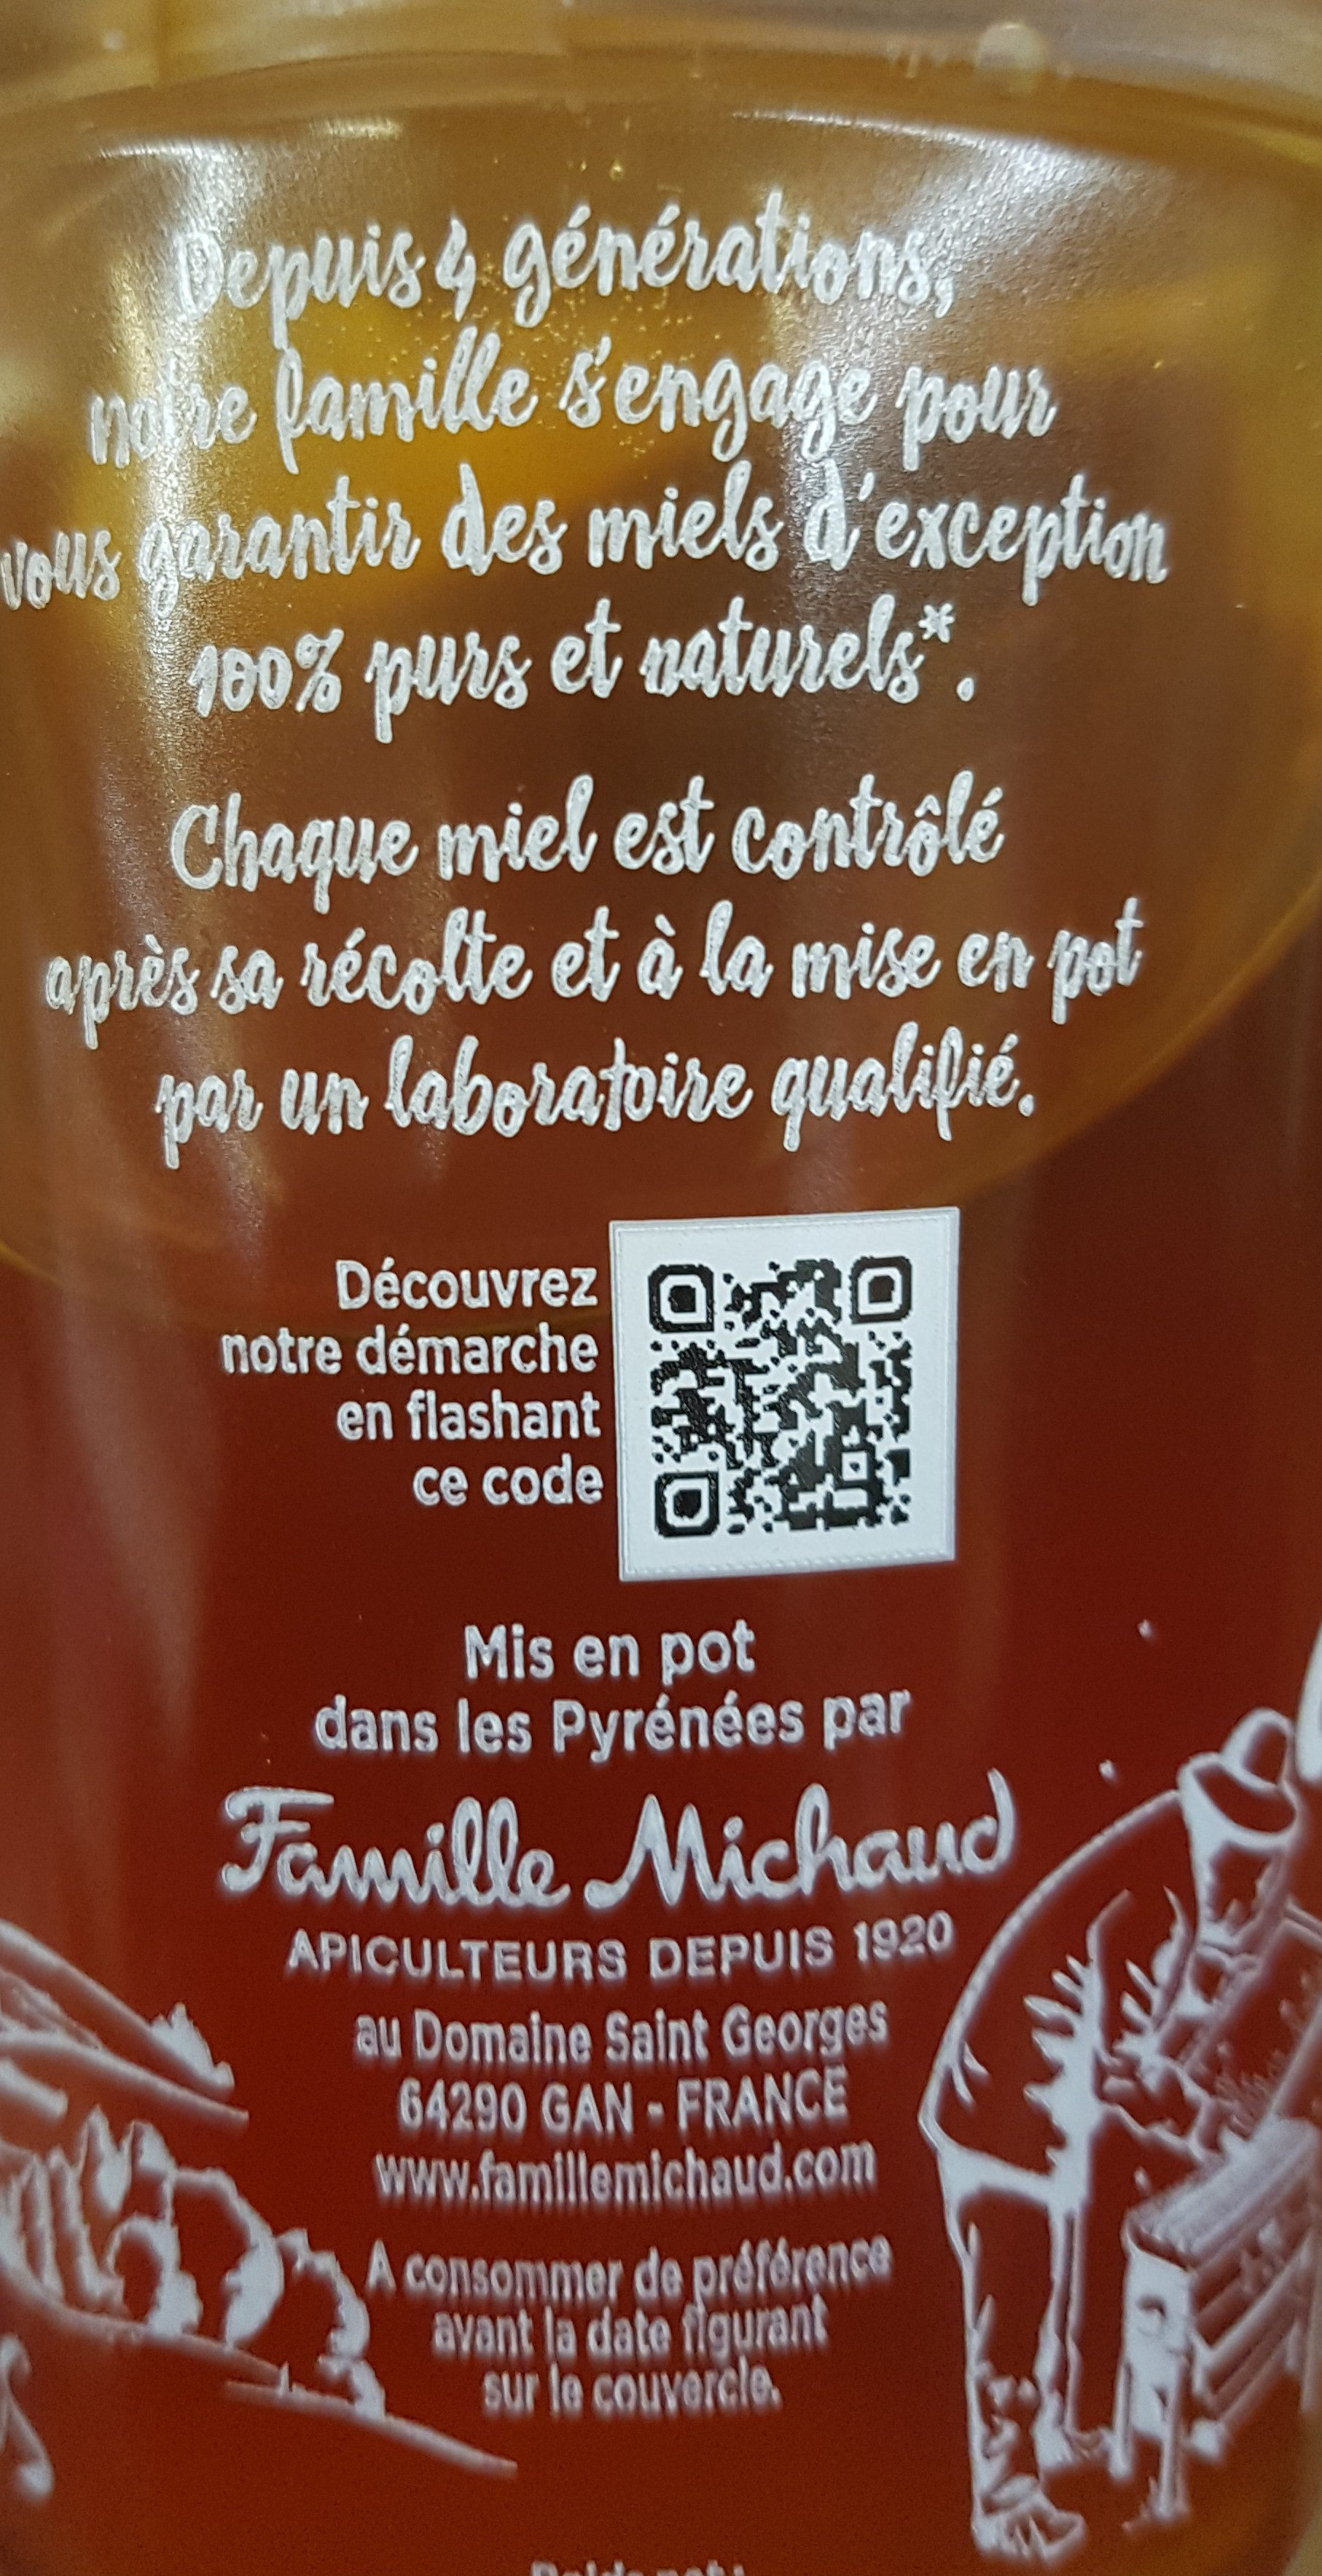 Depuis 4 générations,
notre famille s'engage pour
vous garantir des miels d'exception
100% purs et naturels*.
Chaque miel est contrôlé
après sa récolte et à la mise en pot
par un laboratoire qualifié.
Découvrez
notre démarche
en flashant
ce code
Mis en pot
dans les Pyrénées par
Famille Michaud
APICULTEURS DEPUIS 1920
au Domaine Saint Georges
64290 GAN - FRANCE
www.famillemichaud.com
A consommer de préférence
avant la date figurant
sur le couvercle.